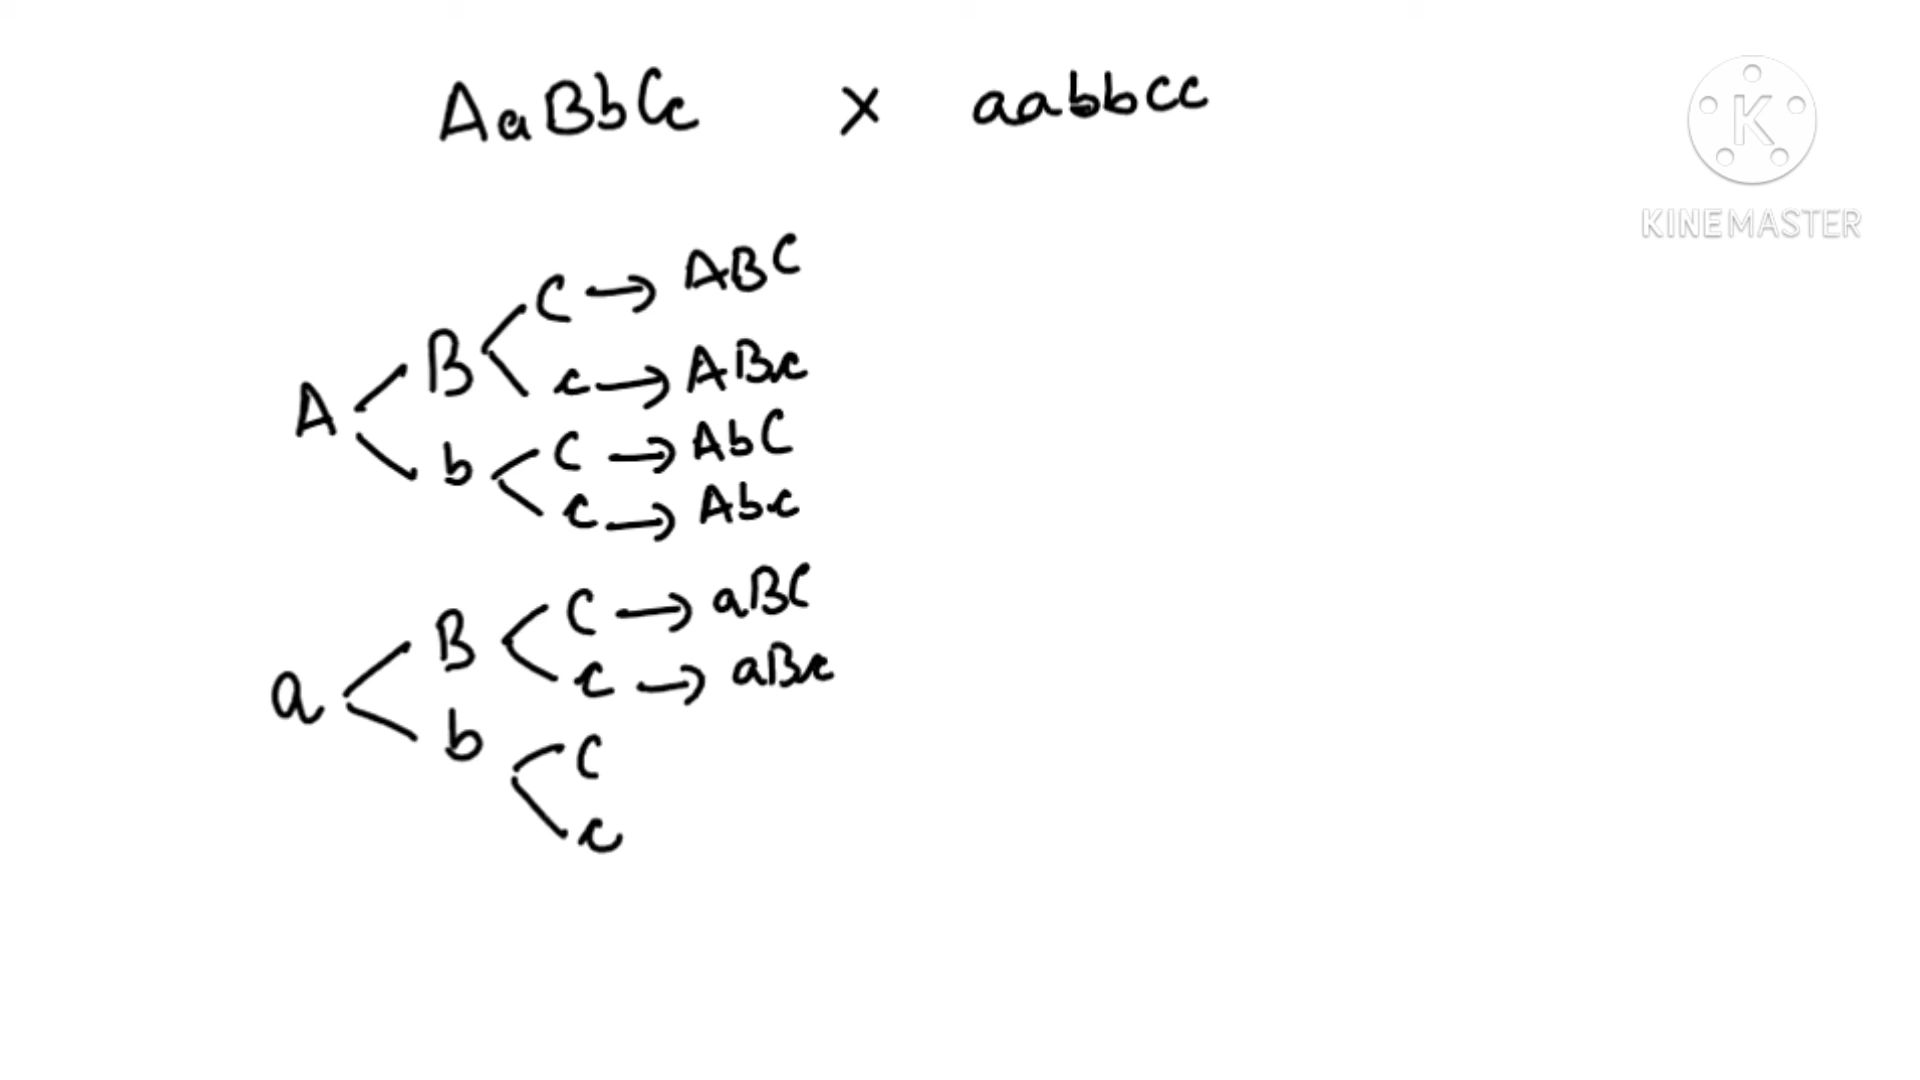 AaBbCc × aabbcc
K
KINEMASTER
C → ABC
B
c → ABc
A
C → AbC
b
c → Abc
C → aBC
B
c → aBc
a
b
C
c